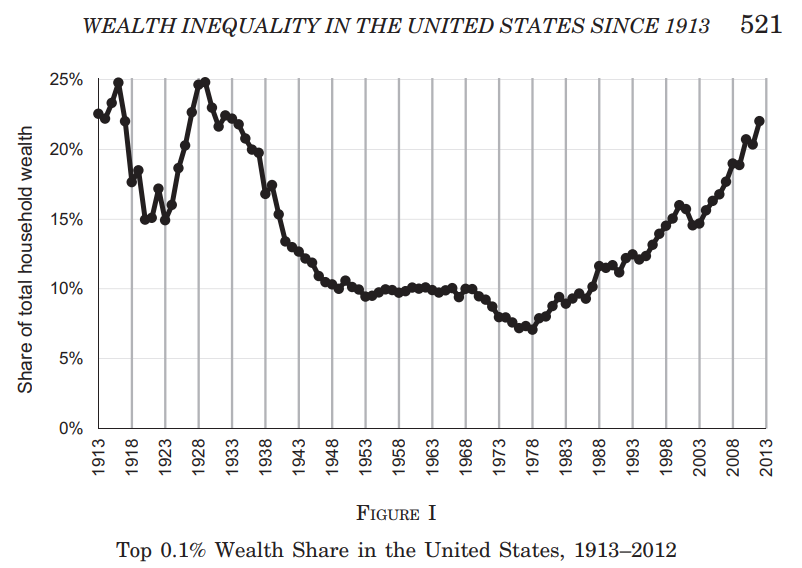 WEALTH INEQUALITY IN THE UNITED STATES SINCE 1913 521
25%
20%
15%
10%
5%
0%
Share of total household wealth
1913 1918 1923 1928 1933 1938 1943 1948 1953 1958 1963 1968 1973 1978 1983 1988 1993 1998 2003 2008 2013
FIGURE I
Top 0.1% Wealth Share in the United States, 1913–2012